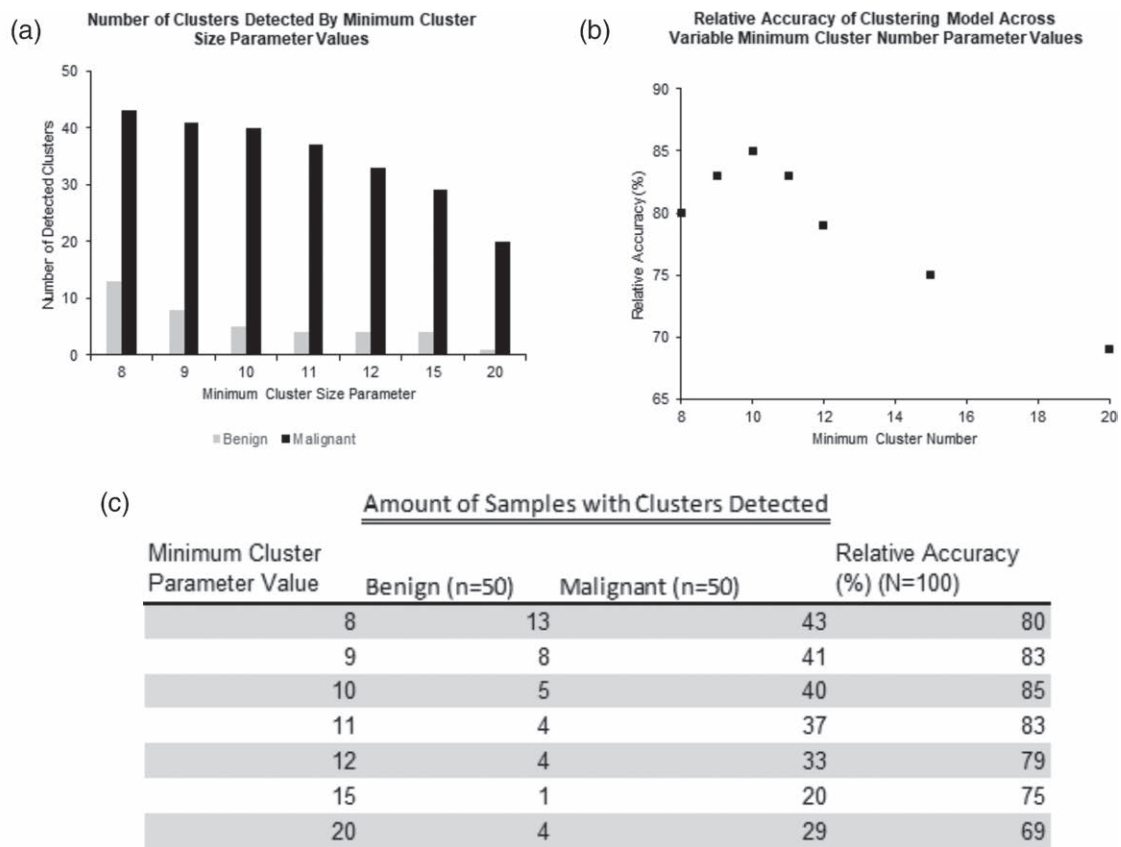 (a)
Number of Clusters Detected By Minimum Cluster
Size Parameter Values
50
40
30
20
10
0
Number of Detected Clusters
8 9 10 11 12 15 20
Minimum Cluster Size Parameter
Benign Malignant
(b)
Relative Accuracy of Clustering Model Across
Variable Minimum Cluster Number Parameter Values
90
85
80
75
70
65
Relative Accuracy (%)
8 10 12 14 16 18 20
Minimum Cluster Number
(c)
Amount of Samples with Clusters Detected
Minimum Cluster
Parameter Value
Benign (n=50)
Malignant (n=50)
Relative Accuracy
(%) (N=100)
8 13 43 80
9 8 41 83
10 5 40 85
11 4 37 83
12 4 33 79
15 1 20 75
20 4 29 69